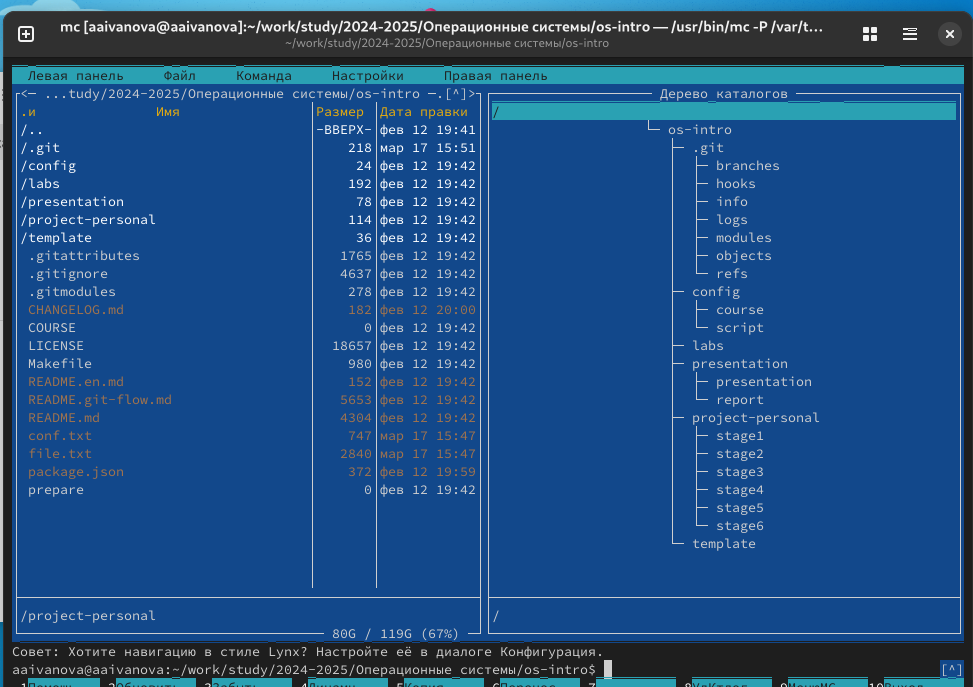 mc [aaivanova@aaivanova]:~/work/study/2024-2025/Операционные системы/os-intro — /usr/bin/mc -P /var/t…
~/work/study/2024-2025/Операционные системы/os-intro
Левая панель Файл Команда Настройки Правая панель
<— ...tudy/2024-2025/Операционные системы/os-intro —.[^]>
.и Имя Размер Дата правки
/.. -ВВЕРХ- фев 12 19:41
/.git 218 мар 17 15:51
/config 24 фев 12 19:42
/labs 192 фев 12 19:42
/presentation 78 фев 12 19:42
/project-personal 114 фев 12 19:42
/template 36 фев 12 19:42
.gitattributes 1765 фев 12 19:42
.gitignore 4637 фев 12 19:42
.gitmodules 278 фев 12 19:42
CHANGELOG.md 182 фев 12 20:00
COURSE 0 фев 12 19:42
LICENSE 18657 фев 12 19:42
Makefile 980 фев 12 19:42
README.en.md 152 фев 12 19:42
README.git-flow.md 5653 фев 12 19:42
README.md 4304 фев 12 19:42
conf.txt 747 мар 17 15:47
file.txt 2840 мар 17 15:47
package.json 372 фев 12 19:59
prepare 0 фев 12 19:42
/project-personal
80G / 119G (67%)
Дерево каталогов
/
os-intro
.git
branches
hooks
info
logs
modules
objects
refs
config
course
script
labs
presentation
presentation
report
project-personal
stage1
stage2
stage3
stage4
stage5
stage6
template
/
Совет: Хотите навигацию в стиле Lynx? Настройте её в диалоге Конфигурация.
aaivanova@aaivanova:~/work/study/2024-2025/Операционные системы/os-intro$ [^]